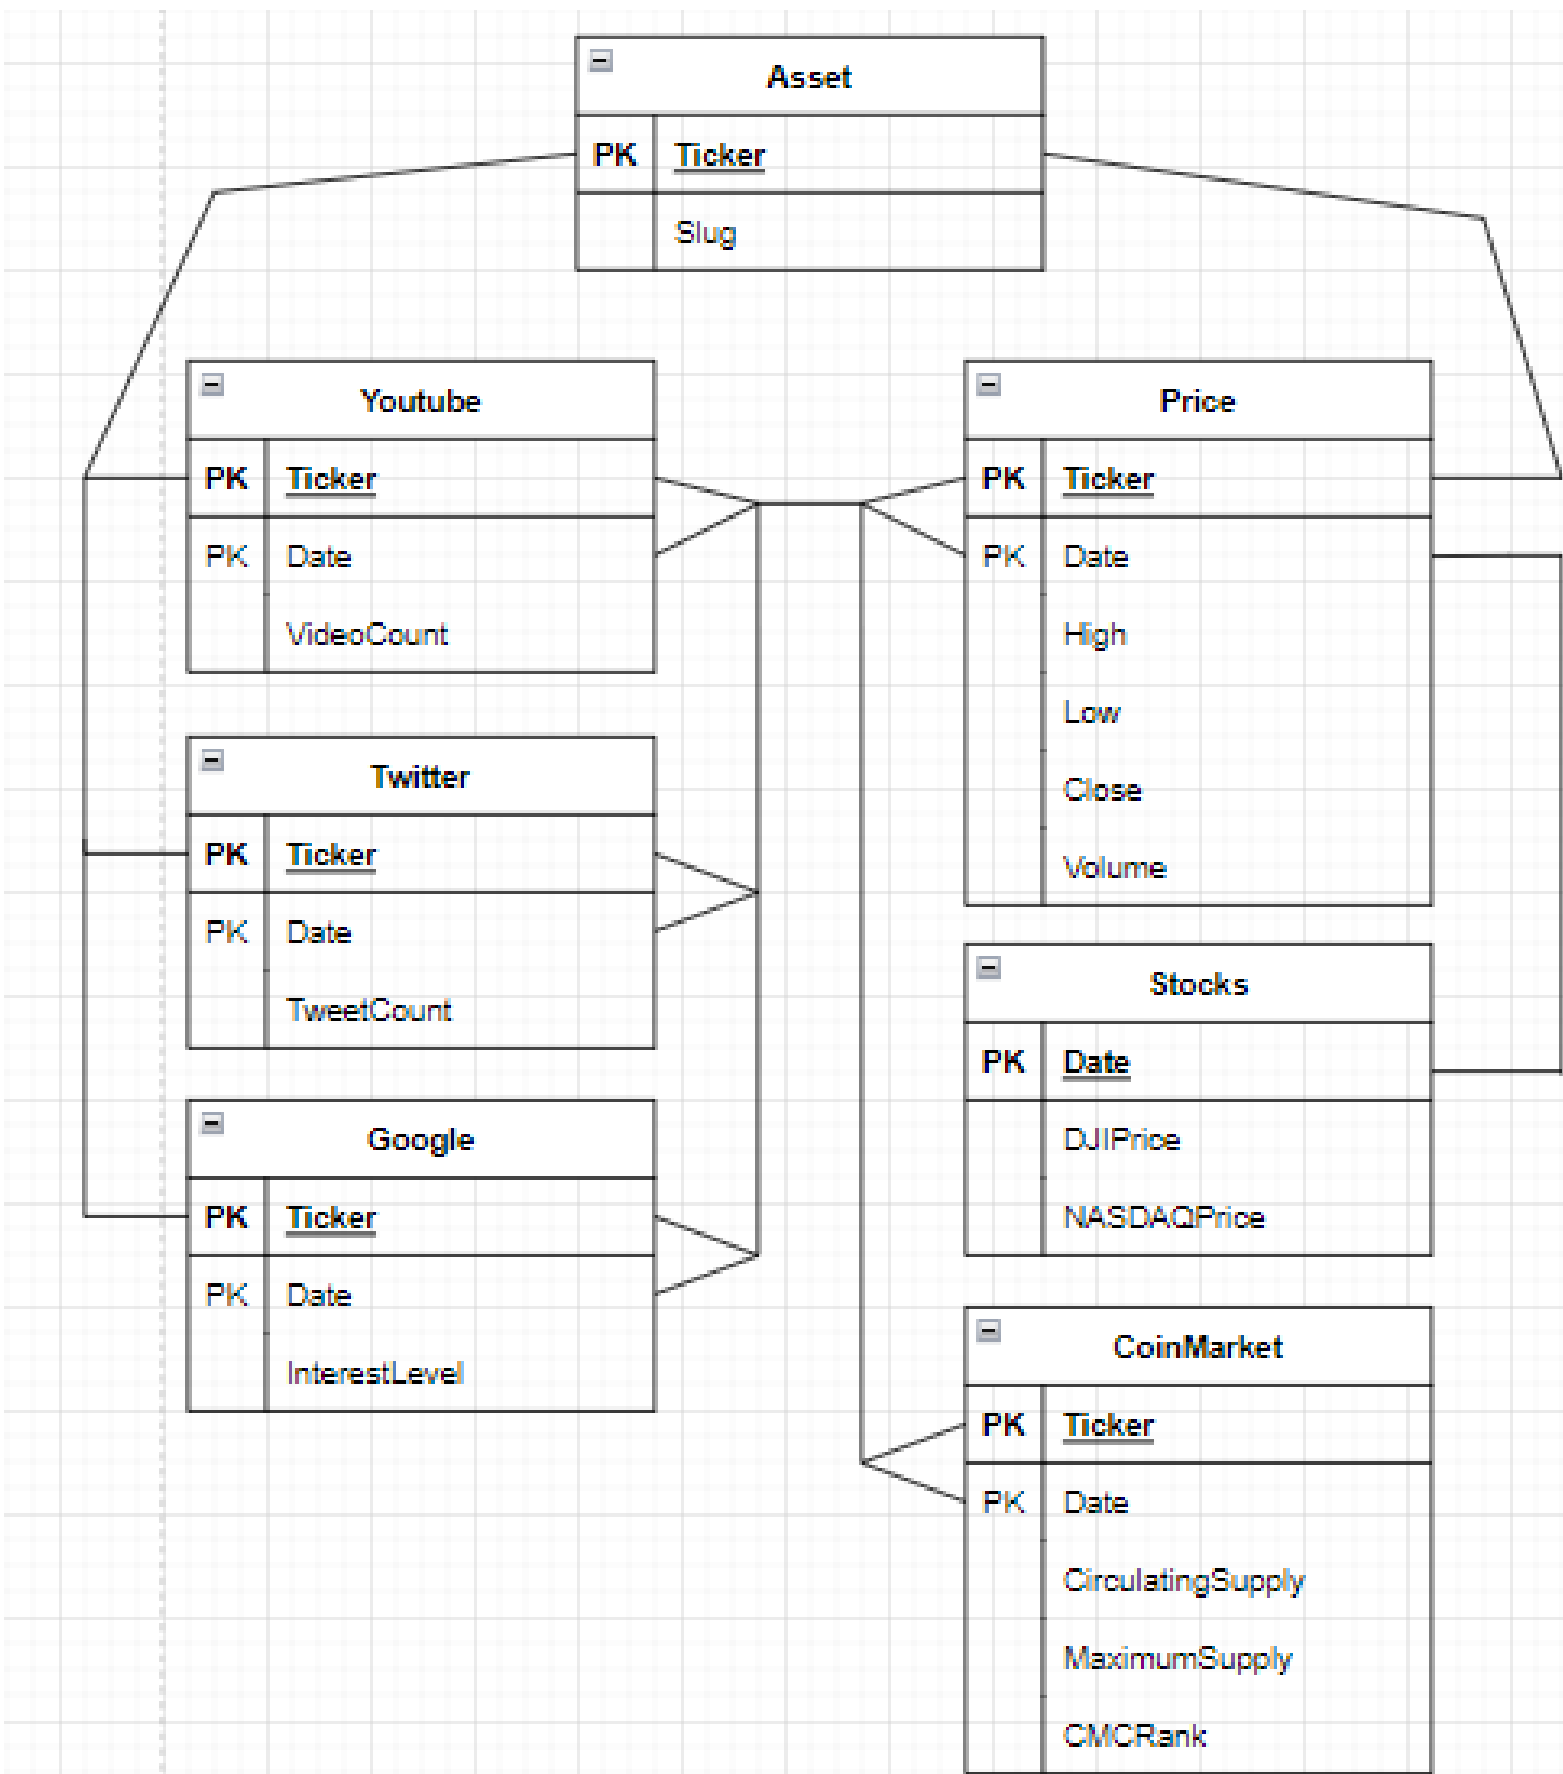 Asset
PK Ticker
Slug
Youtube
PK Ticker
PK Date
VideoCount
Price
PK Ticker
PK Date
High
Low
Close
Volume
Twitter
PK Ticker
PK Date
TweetCount
Stocks
PK Date
DJIPrice
NASDAQPrice
Google
PK Ticker
PK Date
InterestLevel
CoinMarket
PK Ticker
PK Date
CirculatingSupply
MaximumSupply
CMCRank